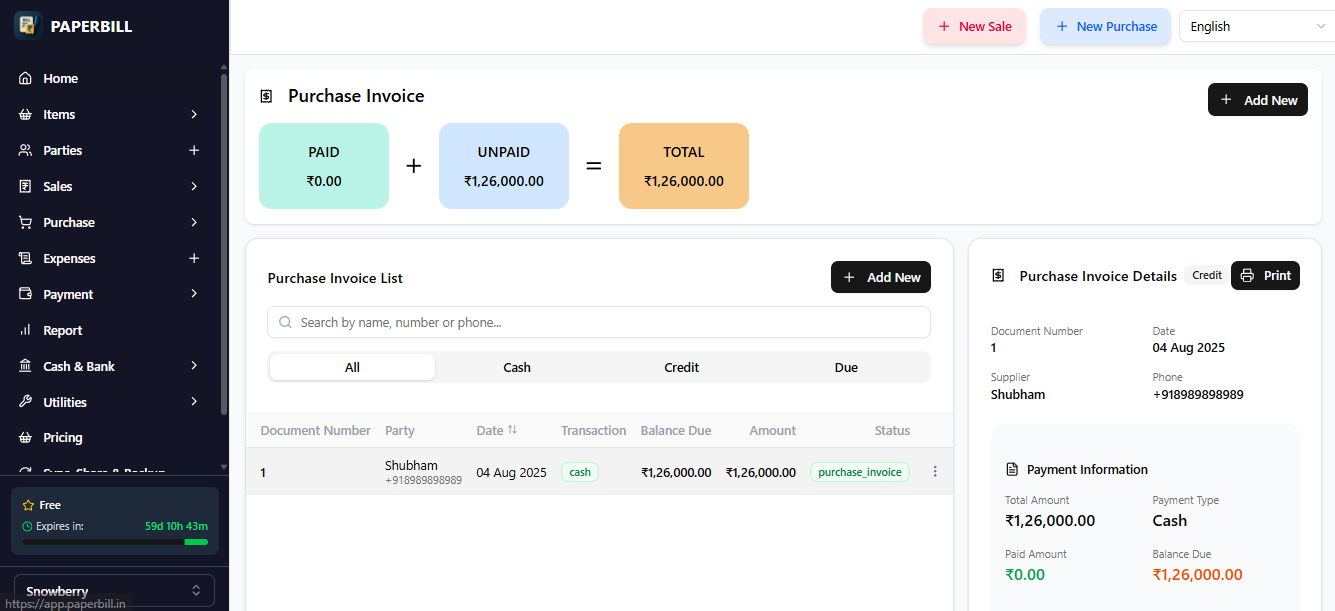 PAPERBILL
New Sale
New Purchase
English
Home
Items
Parties
Sales
Purchase
Expenses
Payment
Report
Cash & Bank
Utilities
Pricing
Sync, Share & Backup
Free
Expires in: 59d 10h 43m
Snowberry
https://app.paperbill.in
Purchase Invoice
Add New
PAID
₹0.00
+
UNPAID
₹1,26,000.00
=
TOTAL
₹1,26,000.00
Purchase Invoice List
Add New
Search by name, number or phone...
All Cash Credit Due
Document Number Party Date Transaction Balance Due Amount Status
1 Shubham 04 Aug 2025 cash ₹1,26,000.00 ₹1,26,000.00 purchase_invoice
+918989898989
Purchase Invoice Details Credit Print
Document Number Date
1 04 Aug 2025
Supplier Phone
Shubham +918989898989
Payment Information
Total Amount Payment Type
₹1,26,000.00 Cash
Paid Amount Balance Due
₹0.00 ₹1,26,000.00